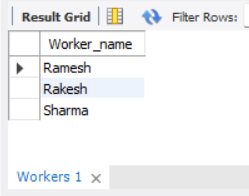 Result Grid Filter Rows:
Worker_name
Ramesh
Rakesh
Sharma
Workers 1 ×